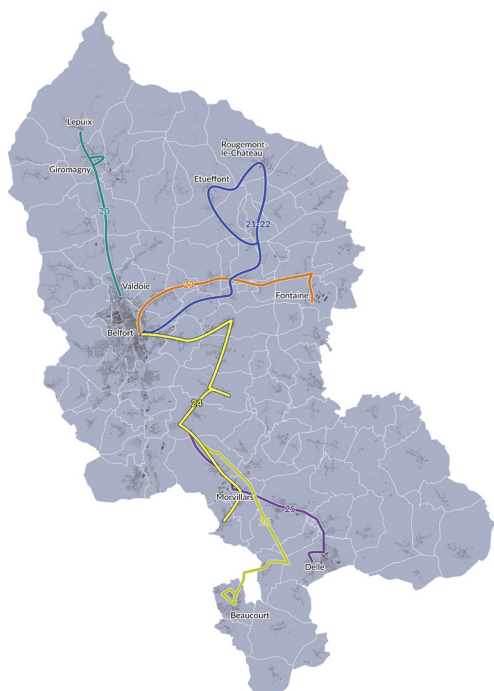 Lepuix
Rougemont-
le-Château
Giromagny
Etueffont
20
21-22
Valdoie
23
Fontaine
Belfort
24
Morvillars
25
26
Delle
Beaucourt